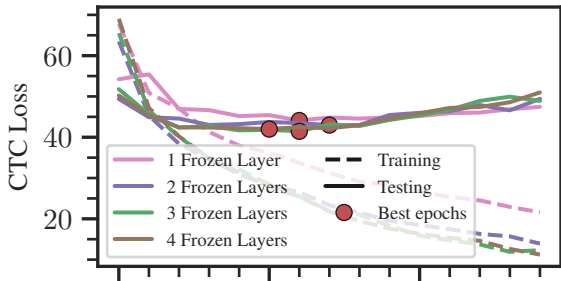 60
40
20
CTC Loss
1 Frozen Layer
2 Frozen Layers
3 Frozen Layers
4 Frozen Layers
Training
Testing
Best epochs